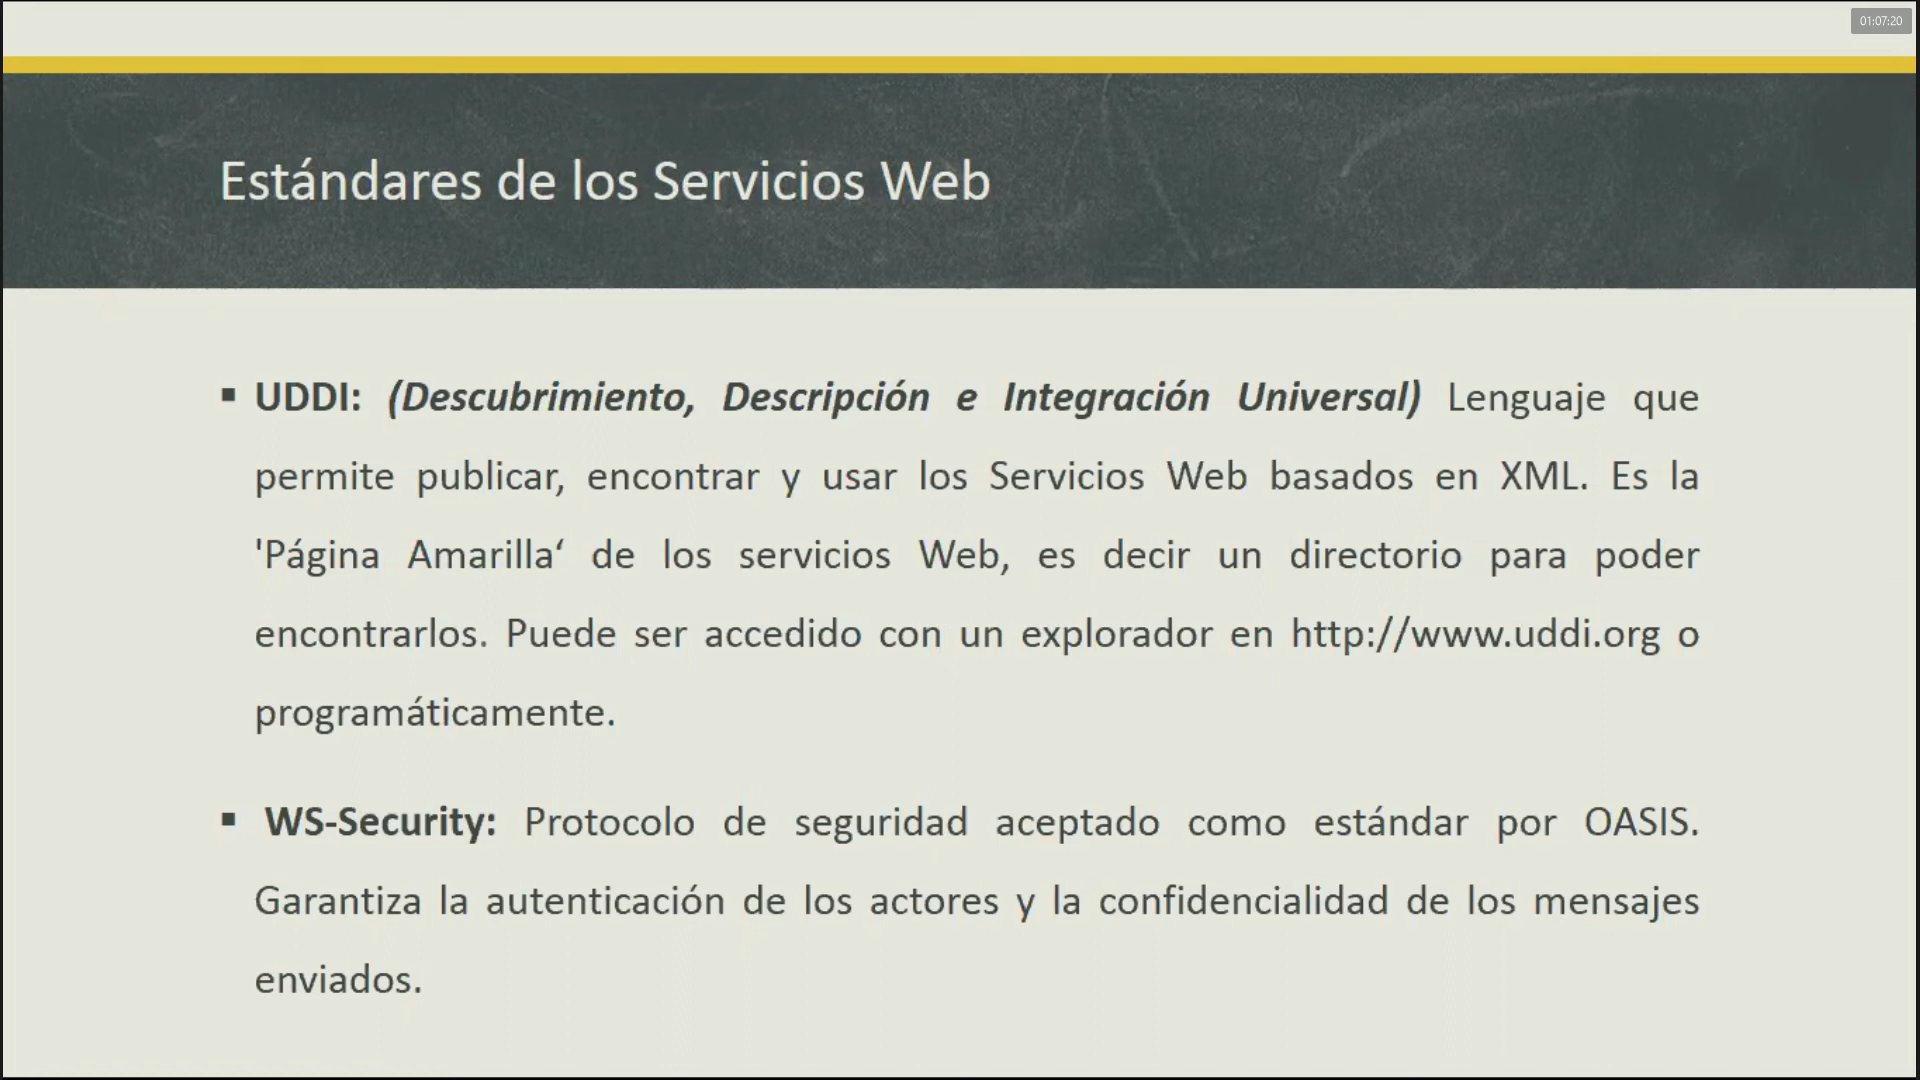 01:07:20
Estándares de los Servicios Web
▪ UDDI: (Descubrimiento, Descripción e Integración Universal) Lenguaje que
permite publicar, encontrar y usar los Servicios Web basados en XML. Es la
'Página Amarilla‘ de los servicios Web, es decir un directorio para poder
encontrarlos. Puede ser accedido con un explorador en http://www.uddi.org o
programáticamente.
▪ WS-Security: Protocolo de seguridad aceptado como estándar por OASIS.
Garantiza la autenticación de los actores y la confidencialidad de los mensajes
enviados.